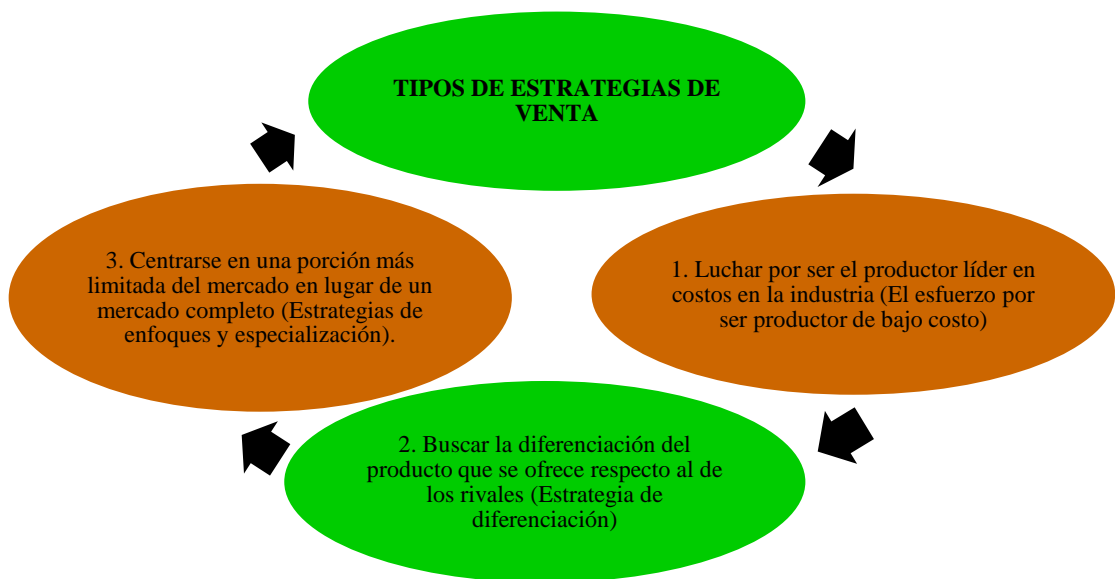 TIPOS DE ESTRATEGIAS DE
VENTA
1. Luchar por ser el productor líder en
costos en la industria (El esfuerzo por
ser productor de bajo costo)
2. Buscar la diferenciación del
producto que se ofrece respecto al de
los rivales (Estrategia de
diferenciación)
3. Centrarse en una porción más
limitada del mercado en lugar de un
mercado completo (Estrategias de
enfoques y especialización).